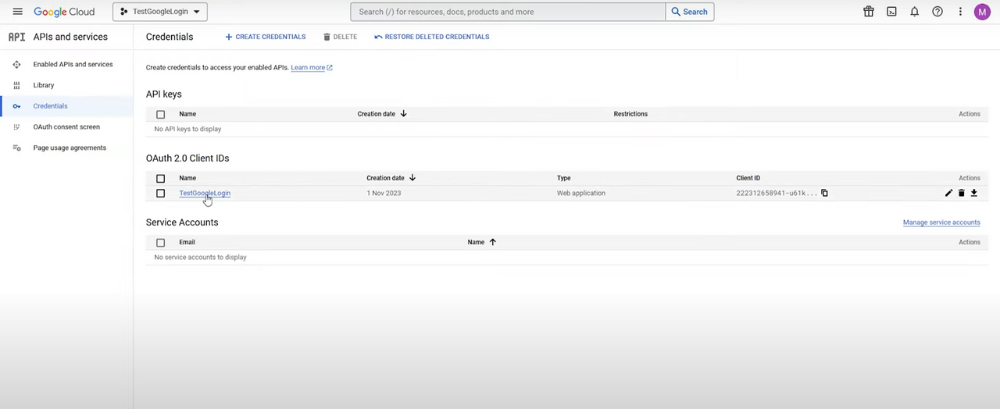 Google Cloud
TestGoogleLogin
Search (/) for resources, docs, products and more
Search
M
API APIs and services
Credentials
CREATE CREDENTIALS
DELETE
RESTORE DELETED CREDENTIALS
Enabled APIs and services
Library
Credentials
OAuth consent screen
Page usage agreements
Create credentials to access your enabled APIs. Learn more
API keys
Name Creation date Restrictions Actions
No API keys to display
OAuth 2.0 Client IDs
Name Creation date Type Client ID Actions
TestGoogleLogin 1 Nov 2023 Web application 222312658941-u61k...
Service Accounts
Manage service accounts
Email Name Actions
No service accounts to display